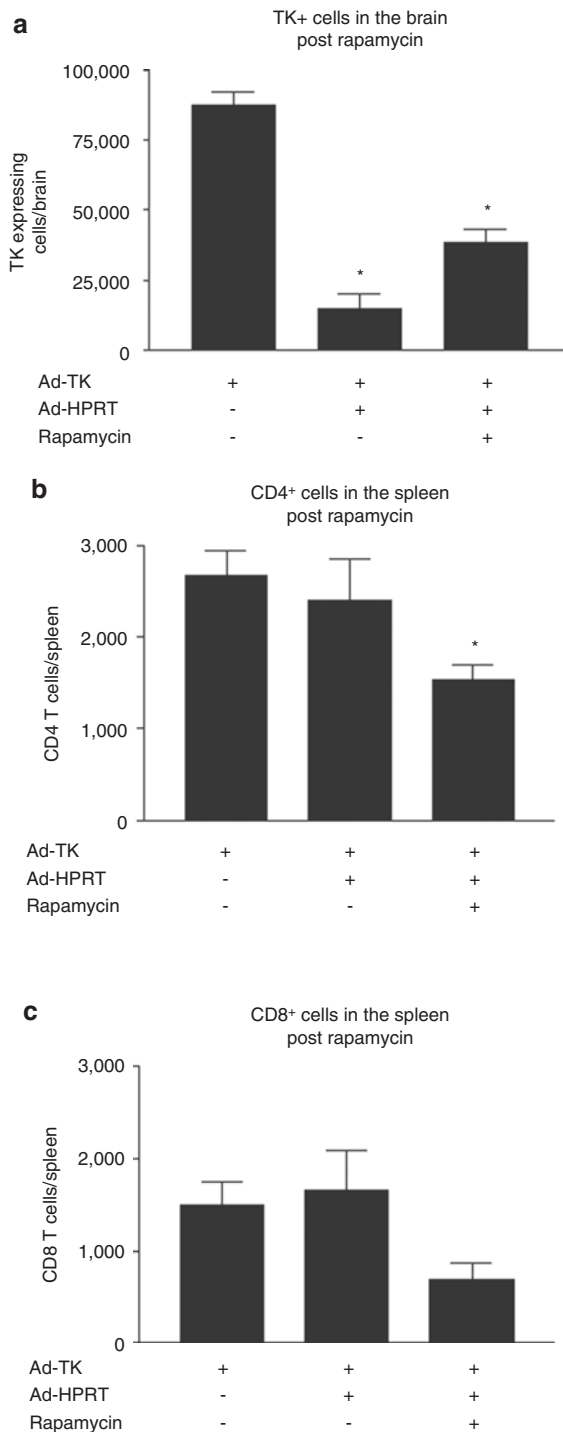 a
TK+ cells in the brain
post rapamycin
TK expressing
cells/brain
100,000
75,000
50,000
25,000
0
*
*
Ad-TK + + +
Ad-HPRT - + +
Rapamycin - - +
b
CD4+ cells in the spleen
post rapamycin
CD4 T cells/spleen
3,000
2,000
1,000
0
*
Ad-TK + + +
Ad-HPRT - + +
Rapamycin - - +
c
CD8+ cells in the spleen
post rapamycin
CD8 T cells/spleen
3,000
2,000
1,000
0
Ad-TK + + +
Ad-HPRT - + +
Rapamycin - - +